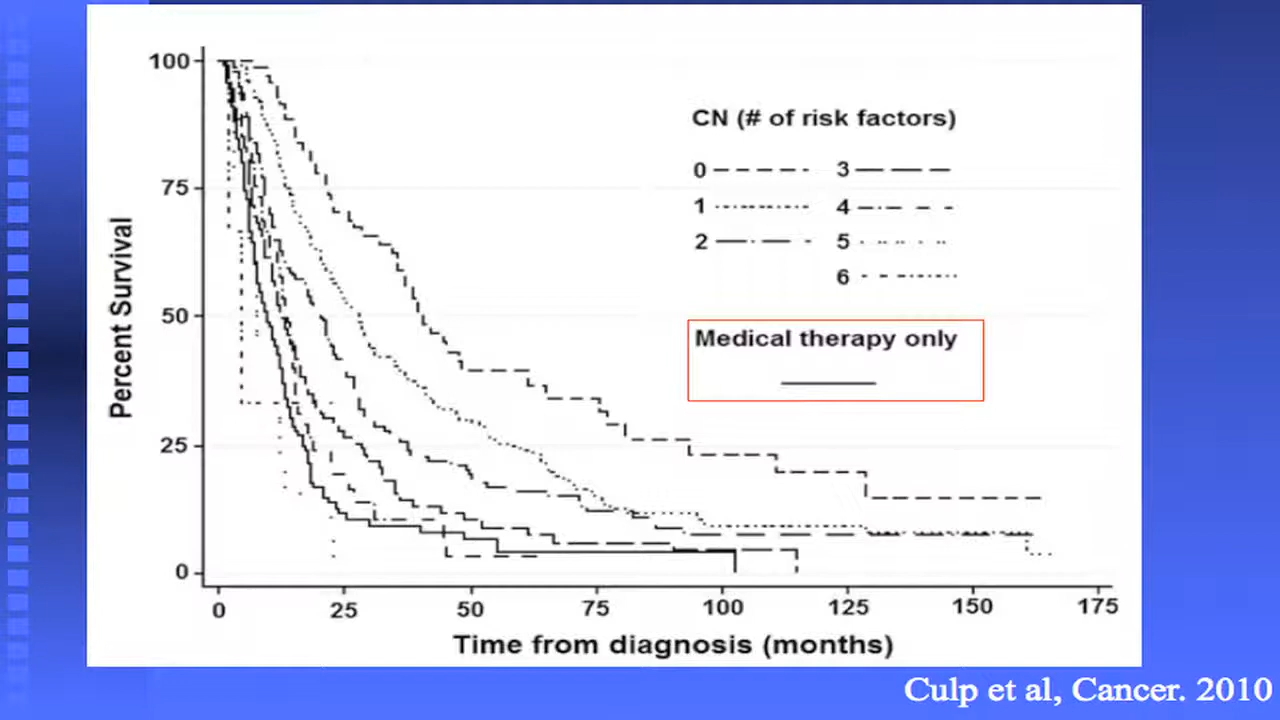 CN (# of risk factors)
0 3
1 4
2 5
6
Medical therapy only
Percent Survival
100
75
50
25
0
0 25 50 75 100 125 150 175
Time from diagnosis (months)
Culp et al, Cancer. 2010